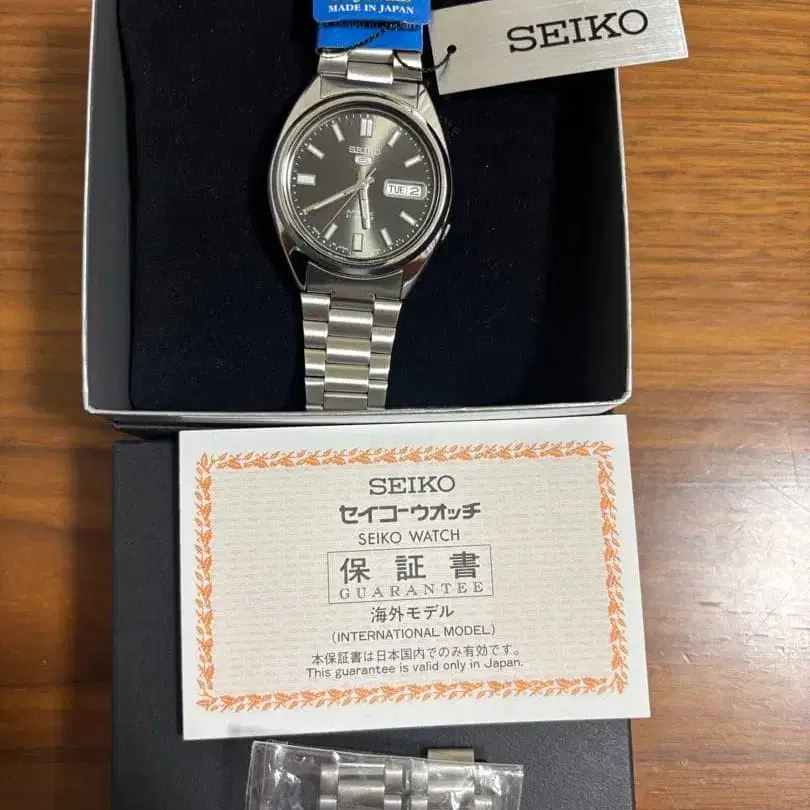 MADE IN JAPAN
SEIKO
SEIKO
5
TUE 2
SEIKO
セイコーウオッチ
SEIKO WATCH
保証書
GUARANTEE
海外モデル
(INTERNATIONAL MODEL)
本保証書は日本国内でのみ有効です。
This guarantee is valid only in Japan.